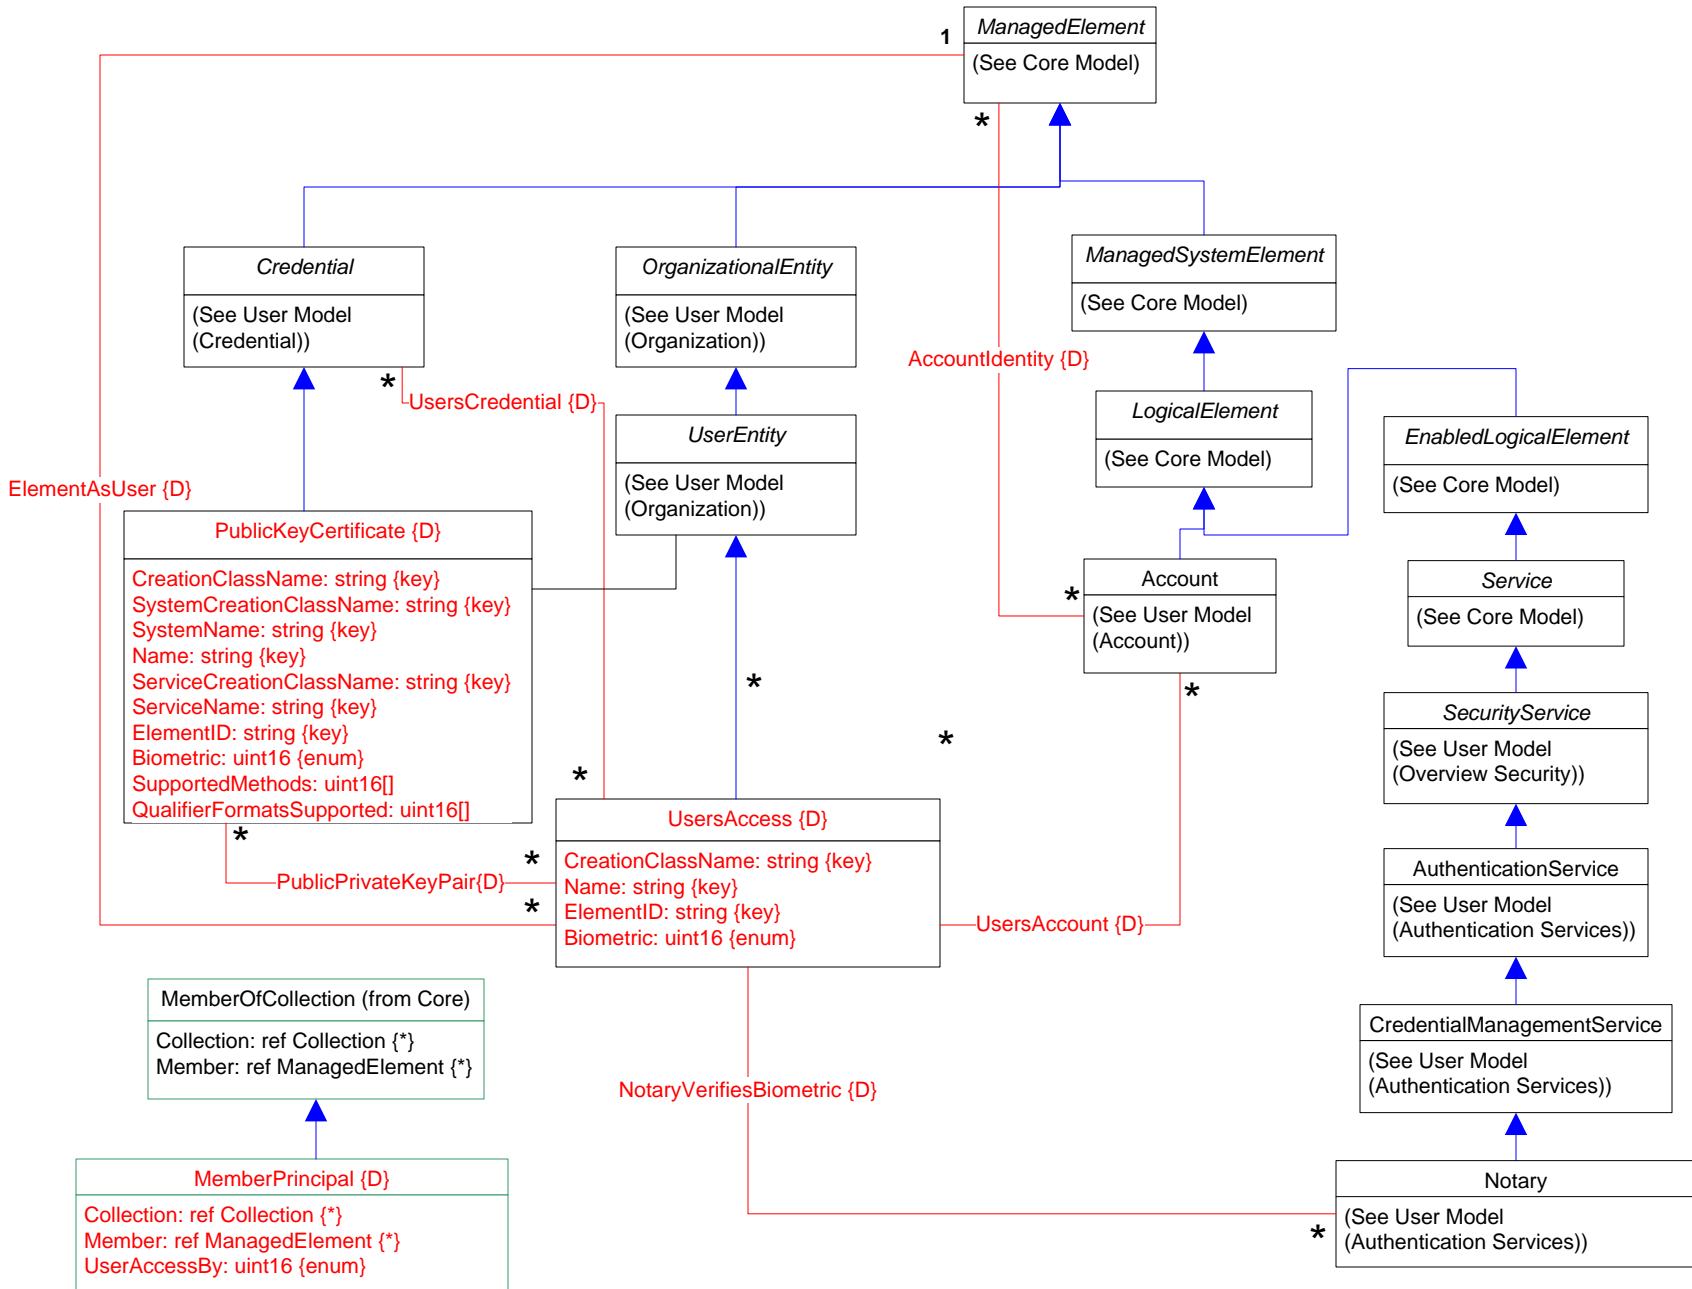 ManagedElement
(See Core Model)
1
*
Credential
(See User Model
(Credential))
*
OrganizationalEntity
(See User Model
(Organization))
ManagedSystemElement
(See Core Model)
AccountIdentity {D}
UsersCredential {D}
UserEntity
(See User Model
(Organization))
LogicalElement
(See Core Model)
EnabledLogicalElement
(See Core Model)
ElementAsUser {D}
PublicKeyCertificate {D}
CreationClassName: string {key}
SystemCreationClassName: string {key}
SystemName: string {key}
Name: string {key}
ServiceCreationClassName: string {key}
ServiceName: string {key}
ElementID: string {key}
Biometric: uint16 {enum}
SupportedMethods: uint16[]
QualifierFormatsSupported: uint16[]
*
Account
(See User Model
(Account))
*
*
Service
(See Core Model)
*
*
*
SecurityService
(See User Model
(Overview Security))
UsersAccess {D}
CreationClassName: string {key}
Name: string {key}
ElementID: string {key}
Biometric: uint16 {enum}
*
*
PublicPrivateKeyPair{D}
UsersAccount {D}
AuthenticationService
(See User Model
(Authentication Services))
MemberOfCollection (from Core)
Collection: ref Collection {*}
Member: ref ManagedElement {*}
CredentialManagementService
(See User Model
(Authentication Services))
NotaryVerifiesBiometric {D}
MemberPrincipal {D}
Collection: ref Collection {*}
Member: ref ManagedElement {*}
UserAccessBy: uint16 {enum}
Notary
(See User Model
(Authentication Services))
*